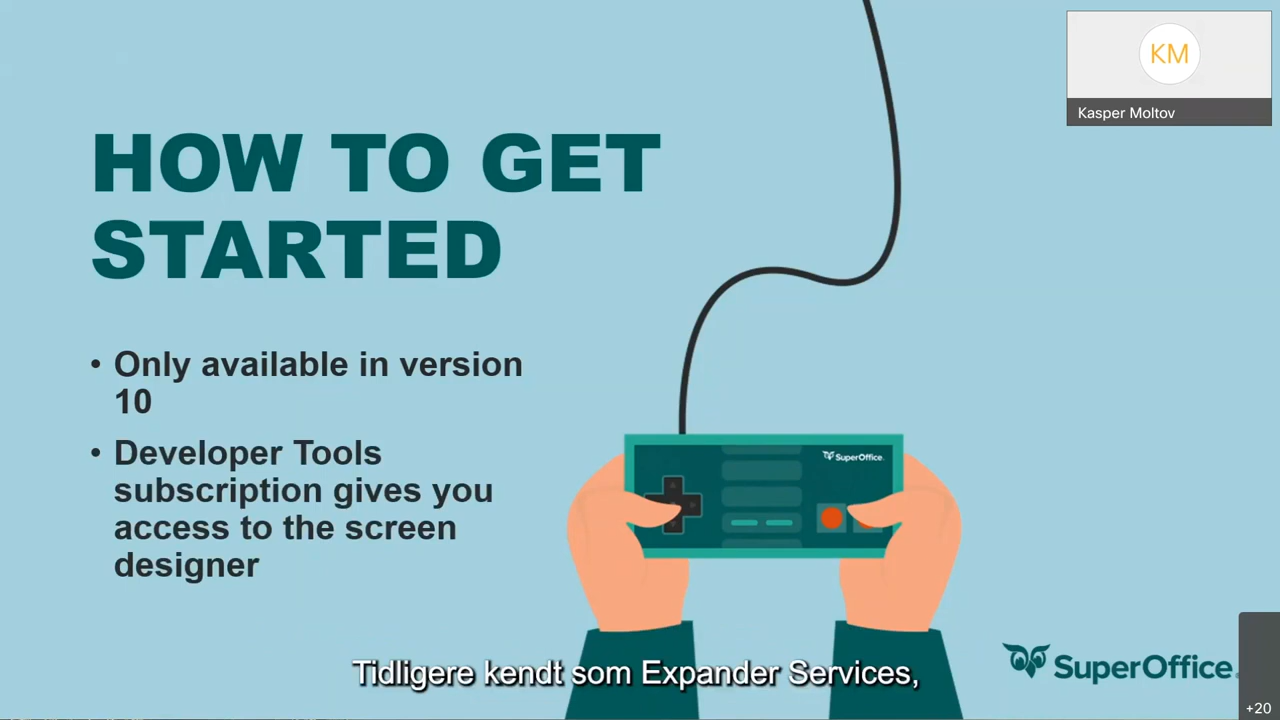 KM
Kasper Moltov
HOW TO GET
STARTED
• Only available in version
10
• Developer Tools
subscription gives you
access to the screen
designer
SuperOffice.
Tidligere kendt som Expander Services,
SuperOffice.
+20